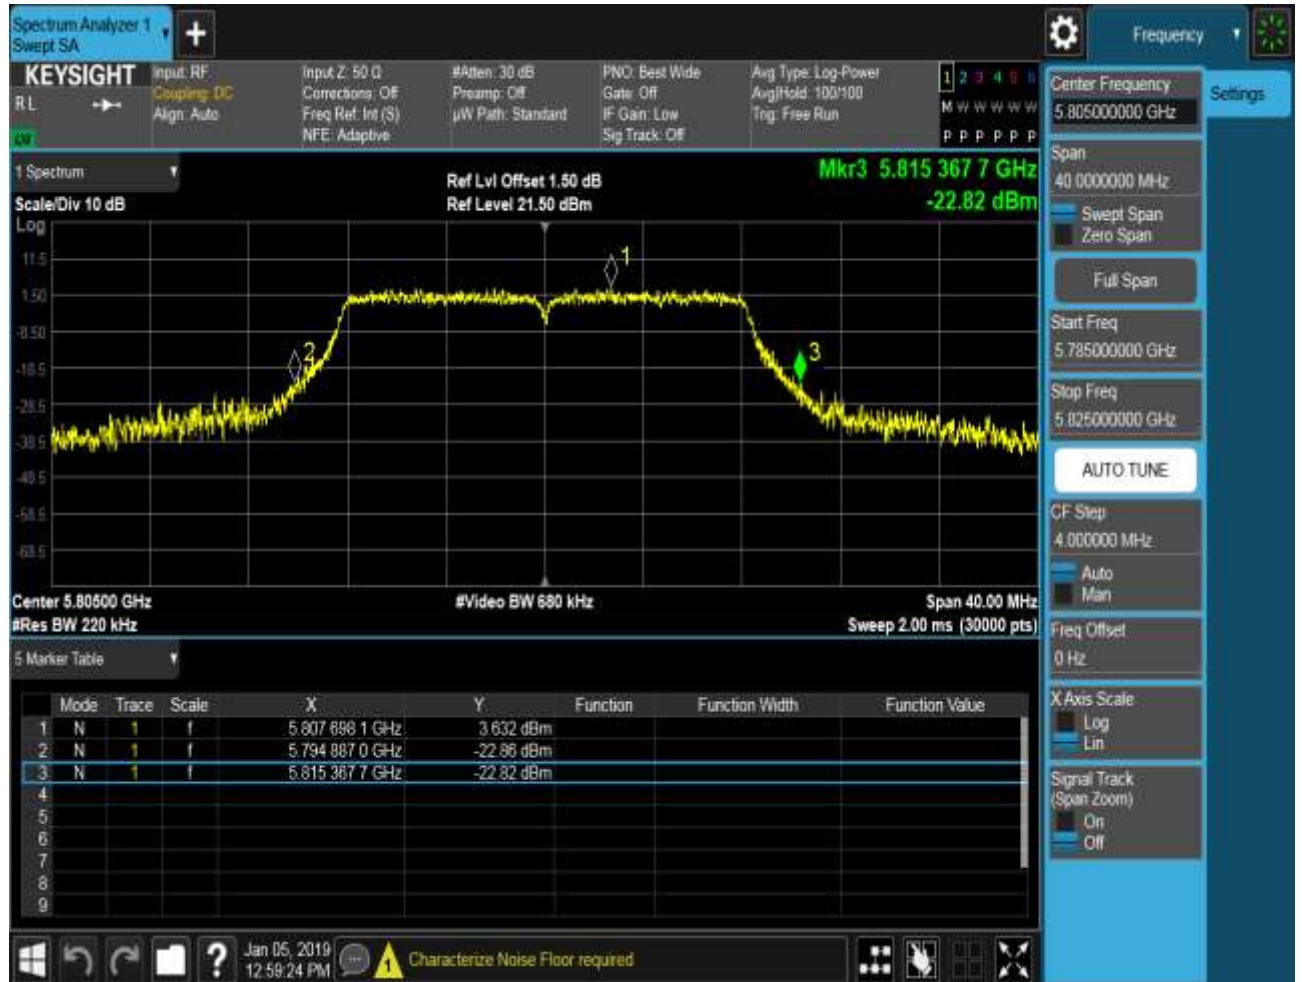 Spectrum Analyzer 1
Swept SA
Frequency
KEYSIGHT
R L
Input: RF
Coupling: DC
Align: Auto
Input Z: 50 Ω
Corrections: Off
Freq Ref: Int (S)
NFE: Adaptive
#Atten: 30 dB
Preamp: Off
µW Path: Standard
PNO: Best Wide
Gate: Off
IF Gain: Low
Sig Track: Off
Avg Type: Log-Power
Avg|Hold: 100/100
Trig: Free Run
1 2 3 4 5 6
M W W W W W
P P P P P P
1 Spectrum
Scale/Div 10 dB
Ref Lvl Offset 1.50 dB
Ref Level 21.50 dBm
Mkr3 5.815 367 7 GHz
-22.82 dBm
Log
11.5
1.50
-8.50
-18.5
-28.5
-38.5
-48.5
-58.5
-68.5
1
2
3
Center 5.80500 GHz
#Res BW 220 kHz
#Video BW 680 kHz
Span 40.00 MHz
Sweep 2.00 ms (30000 pts)
5 Marker Table
Mode Trace Scale X Y Function Function Width Function Value
1 N 1 f 5.807 698 1 GHz 3.632 dBm
2 N 1 f 5.794 887 0 GHz -22.86 dBm
3 N 1 f 5.815 367 7 GHz -22.82 dBm
4
5
6
7
8
9
Jan 05, 2019
12:59:24 PM
1
Characterize Noise Floor required
Center Frequency
5.805000000 GHz
Settings
Span
40.0000000 MHz
Swept Span
Zero Span
Full Span
Start Freq
5.785000000 GHz
Stop Freq
5.825000000 GHz
AUTO TUNE
CF Step
4.000000 MHz
Auto
Man
Freq Offset
0 Hz
X Axis Scale
Log
Lin
Signal Track
(Span Zoom)
On
Off